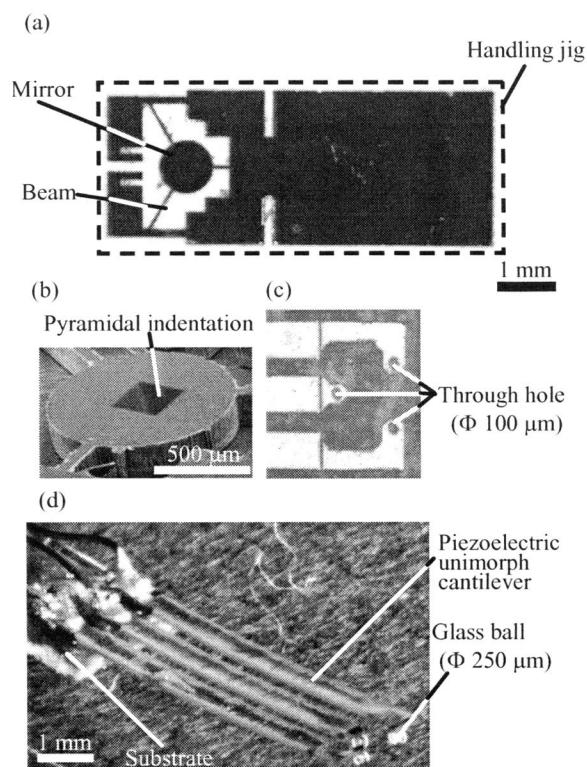 (a)
Handling jig
Mirror
Beam
1 mm
(b)
Pyramidal indentation
500 μm
(c)
Through hole
(Φ 100 μm)
(d)
Piezoelectric
unimorph
cantilever
Glass ball
(Φ 250 μm)
1 mm
Substrate